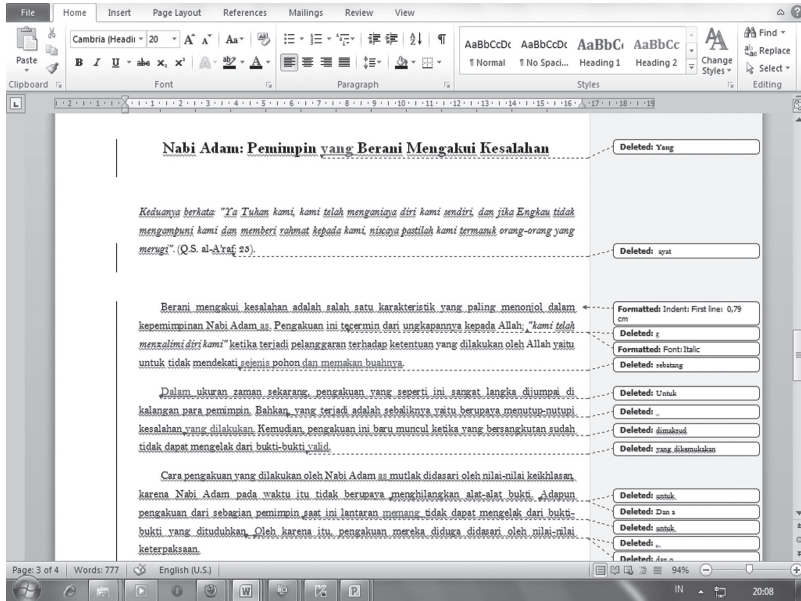 File Home Insert Page Layout References Mailings Review View
Cambria (Headi 20 Aa
AaBbCcDc AaBbCcDc AaBbC AaBbCc
Find
Replace
Select
Paste
B I U abe
¶ Normal ¶ No Spaci... Heading 1 Heading 2 Change Styles
Clipboard Font Paragraph Styles Editing
Nabi Adam: Pemimpin yang Berani Mengakui Kesalahan
Deleted: Yang
Keduanya berkata: "Ya Tuhan kami, kami telah menganiaya diri kami sendiri, dan jika Engkau tidak
mengampuni kami dan memberi rahmat kepada kami, niscaya pastilah kami termasuk orang-orang yang
merugi". (Q.S. al-A'raf: 23).
Deleted: ayat
Berani mengakui kesalahan adalah salah satu karakteristik yang paling menonjol dalam
kepemimpinan Nabi Adam as. Pengakuan ini tecermin dari ungkapannya kepada Allah; "kami telah
menzalimi diri kami" ketika terjadi pelanggaran terhadap ketentuan yang dilakukan oleh Allah yaitu
untuk tidak mendekati sejenis pohon dan memakan buahnya.
Formatted: Indent: First line: 0,79
cm
Deleted: r
Formatted: Font: Italic
Deleted: sebatang
Dalam ukuran zaman sekarang, pengakuan yang seperti ini sangat langka dijumpai di
kalangan para pemimpin. Bahkan, yang terjadi adalah sebaliknya yaitu berupaya menutup-nutupi
kesalahan yang dilakukan. Kemudian, pengakuan ini baru muncul ketika yang bersangkutan sudah
tidak dapat mengelak dari bukti-bukti valid.
Deleted: Untuk
Deleted:
Deleted: dimaksud
Deleted: yang dikemukakan
Cara pengakuan yang dilakukan oleh Nabi Adam as mutlak didasari oleh nilai-nilai keikhlasan,
karena Nabi Adam pada waktu itu tidak berupaya menghilangkan alat-alat bukti. Adapun
pengakuan dari sebagian pemimpin saat ini lantaran memang tidak dapat mengelak dari bukti-
bukti yang dituduhkan. Oleh karena itu, pengakuan mereka diduga didasari oleh nilai-nilai
keterpaksaan.
Deleted: untuk
Deleted: Dan a
Deleted: untuk
Deleted:
Deleted: dan o
Page: 3 of 4 Words: 777 English (U.S.) 94%
IN 20:08